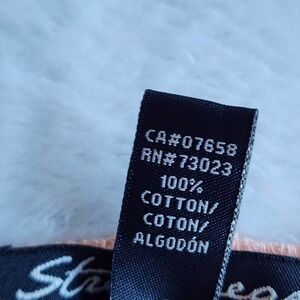 CA#07658
RN#73023
100%
COTTON/
COTON/
ALGODÓN